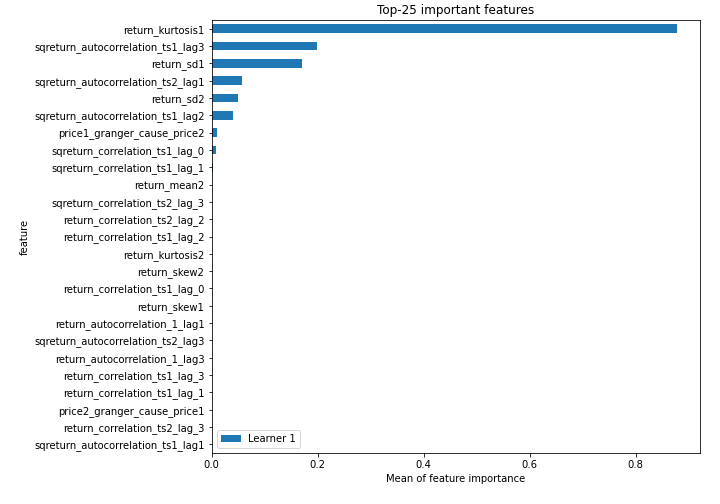 Top-25 important features
return_kurtosis1
sqreturn_autocorrelation_ts1_lag3
return_sd1
sqreturn_autocorrelation_ts2_lag1
return_sd2
sqreturn_autocorrelation_ts1_lag2
price1_granger_cause_price2
sqreturn_correlation_ts1_lag_0
sqreturn_correlation_ts1_lag_1
return_mean2
sqreturn_correlation_ts2_lag_3
return_correlation_ts2_lag_2
return_correlation_ts1_lag_2
return_kurtosis2
return_skew2
return_correlation_ts1_lag_0
return_skew1
return_autocorrelation_1_lag1
sqreturn_autocorrelation_ts2_lag3
return_autocorrelation_1_lag3
return_correlation_ts1_lag_3
return_correlation_ts1_lag_1
price2_granger_cause_price1
return_correlation_ts2_lag_3
sqreturn_autocorrelation_ts1_lag1
feature
Learner 1
0.0 0.2 0.4 0.6 0.8
Mean of feature importance